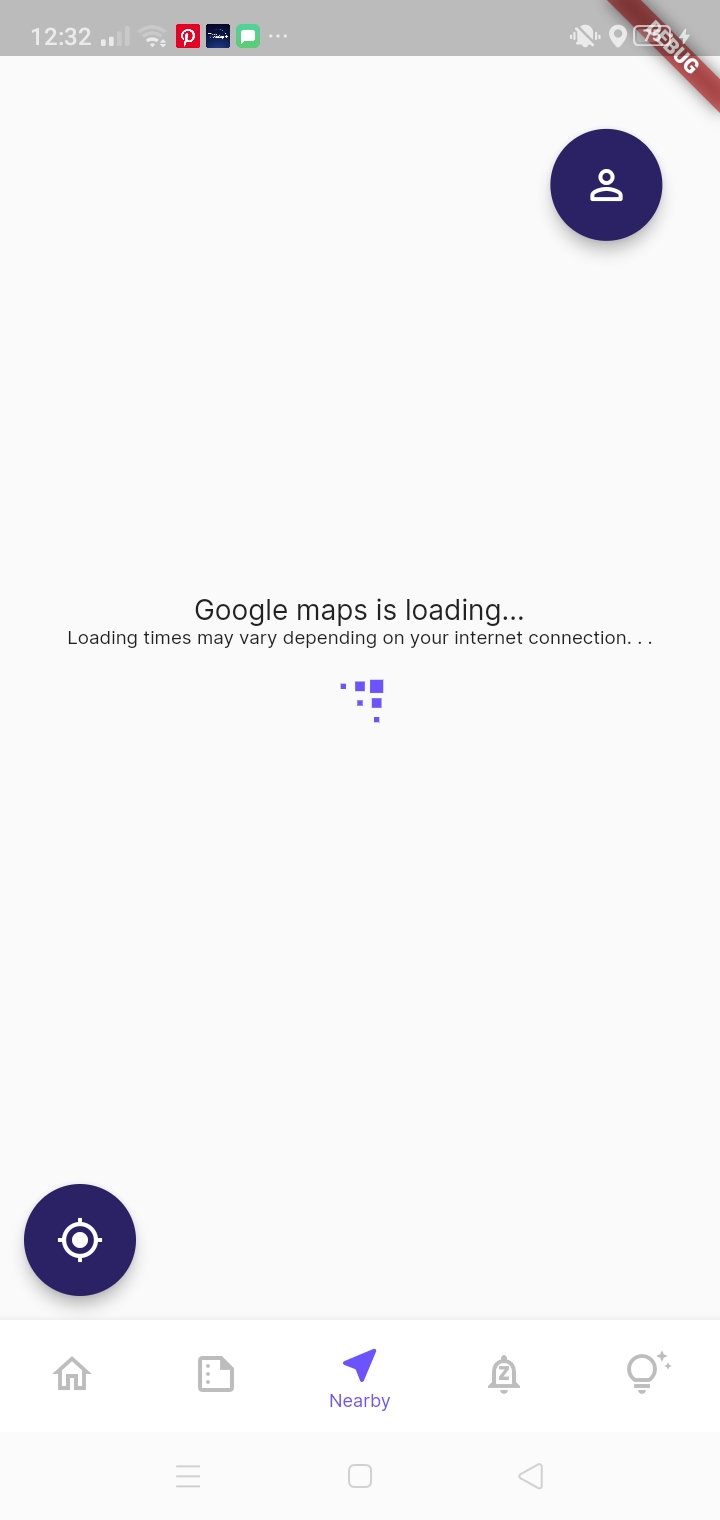 12:32
DEBUG
Google maps is loading...
Loading times may vary depending on your internet connection. . .
Nearby